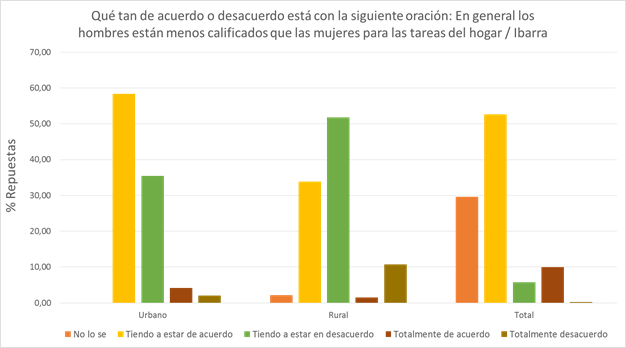 Qué tan de acuerdo o desacuerdo está con la siguiente oración: En general los
hombres están menos calificados que las mujeres para las tareas del hogar / Ibarra
70,00
60,00
50,00
40,00
30,00
20,00
10,00
0,00
% Repuestas
Urbano
Rural
Total
No lo se
Tiendo a estar de acuerdo
Tiendo a estar en desacuerdo
Totalmente de acuerdo
Totalmente desacuerdo